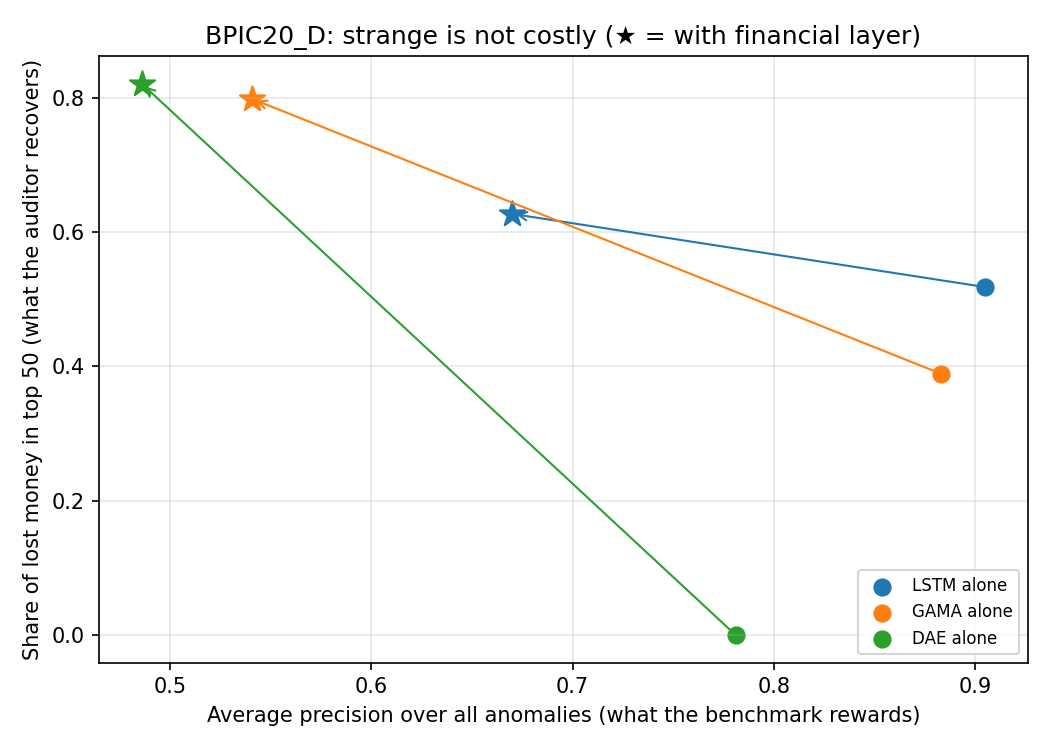 BPIC20_D: strange is not costly (★ = with financial layer)
Share of lost money in top 50 (what the auditor recovers)
0.8
0.6
0.4
0.2
0.0
LSTM alone
GAMA alone
DAE alone
0.5 0.6 0.7 0.8 0.9
Average precision over all anomalies (what the benchmark rewards)